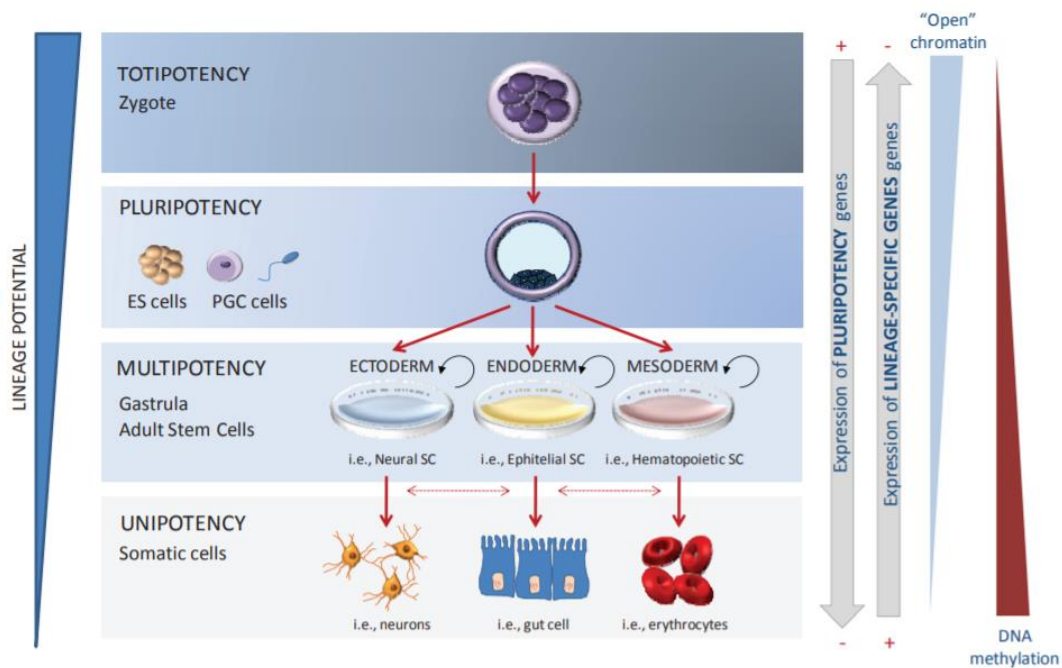 LINEAGE POTENTIAL
TOTIPOTENCY
Zygote
PLURIPOTENCY
ES cells
PGC cells
MULTIPOTENCY
Gastrula
Adult Stem Cells
ECTODERM
ENDODERM
MESODERM
i.e., Neural SC
i.e., Ephitelial SC
i.e., Hematopoietic SC
UNIPOTENCY
Somatic cells
i.e., neurons
i.e., gut cell
i.e., erythrocytes
+
-
Expression of PLURIPOTENCY genes
Expression of LINEAGE-SPECIFIC GENES genes
-
+
“Open”
chromatin
DNA
methylation